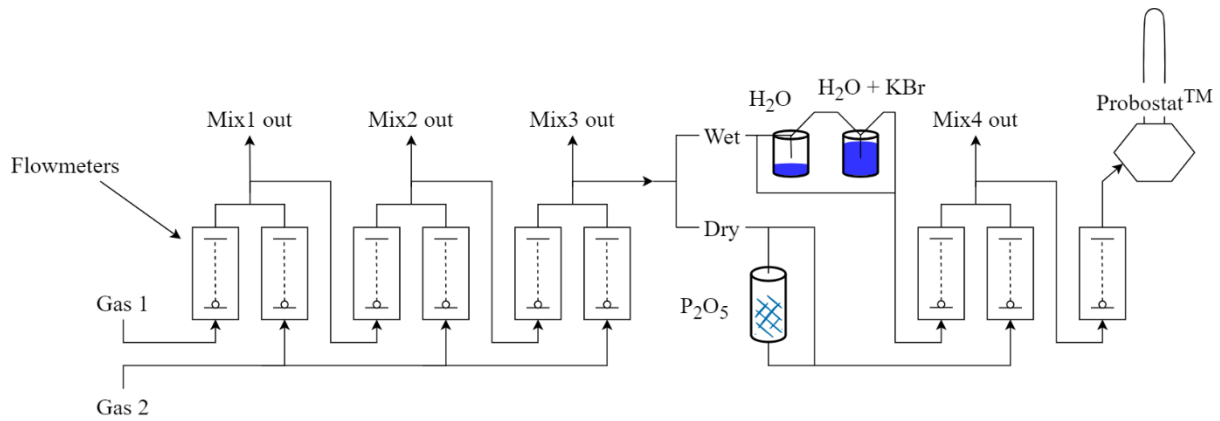 Flowmeters
Gas 1
Gas 2
Mix1 out
Mix2 out
Mix3 out
Wet
Dry
H₂O
H₂O + KBr
P₂O₅
Mix4 out
Probostat™